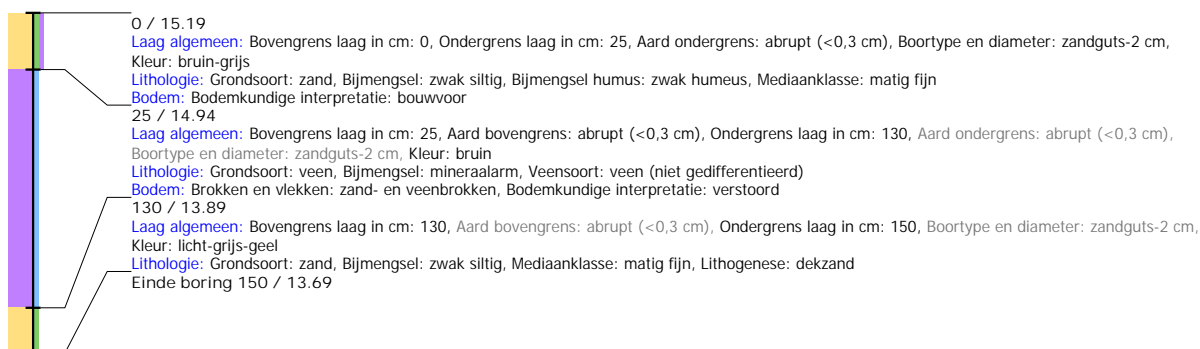 0 / 15.19
Laag algemeen: Bovengrens laag in cm: 0, Ondergrens laag in cm: 25, Aard ondergrens: abrupt (<0,3 cm), Boortype en diameter: zandguts-2 cm,
Kleur: bruin-grijs
Lithologie: Grondsoort: zand, Bijmengsel: zwak siltig, Bijmengsel humus: zwak humeus, Mediaanklasse: matig fijn
Bodem: Bodemkundige interpretatie: bouwvoor
25 / 14.94
Laag algemeen: Bovengrens laag in cm: 25, Aard bovengrens: abrupt (<0,3 cm), Ondergrens laag in cm: 130, Aard ondergrens: abrupt (<0,3 cm),
Boortype en diameter: zandguts-2 cm, Kleur: bruin
Lithologie: Grondsoort: veen, Bijmengsel: mineraalarm, Veensoort: veen (niet gedifferentieerd)
Bodem: Brokken en vlekken: zand- en veenbrokken, Bodemkundige interpretatie: verstoord
130 / 13.89
Laag algemeen: Bovengrens laag in cm: 130, Aard bovengrens: abrupt (<0,3 cm), Ondergrens laag in cm: 150, Boortype en diameter: zandguts-2 cm,
Kleur: licht-grijs-geel
Lithologie: Grondsoort: zand, Bijmengsel: zwak siltig, Mediaanklasse: matig fijn, Lithogenese: dekzand
Einde boring 150 / 13.69